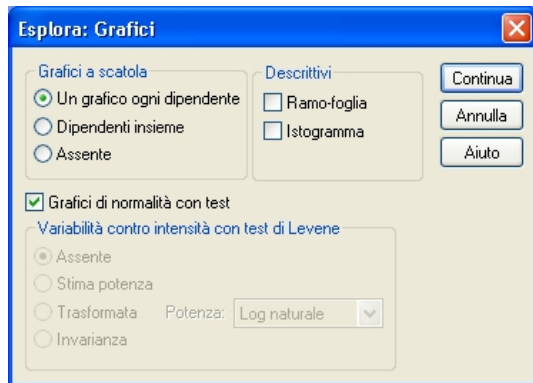 Esplora: Grafici
Grafici a scatola
Un grafico ogni dipendente
Dipendenti insieme
Assente
Descrittivi
Ramo-foglia
Istogramma
Continua
Annulla
Aiuto
Grafici di normalità con test
Variabilità contro intensità con test di Levene
Assente
Stima potenza
Trasformata Potenza: Log naturale
Invarianza